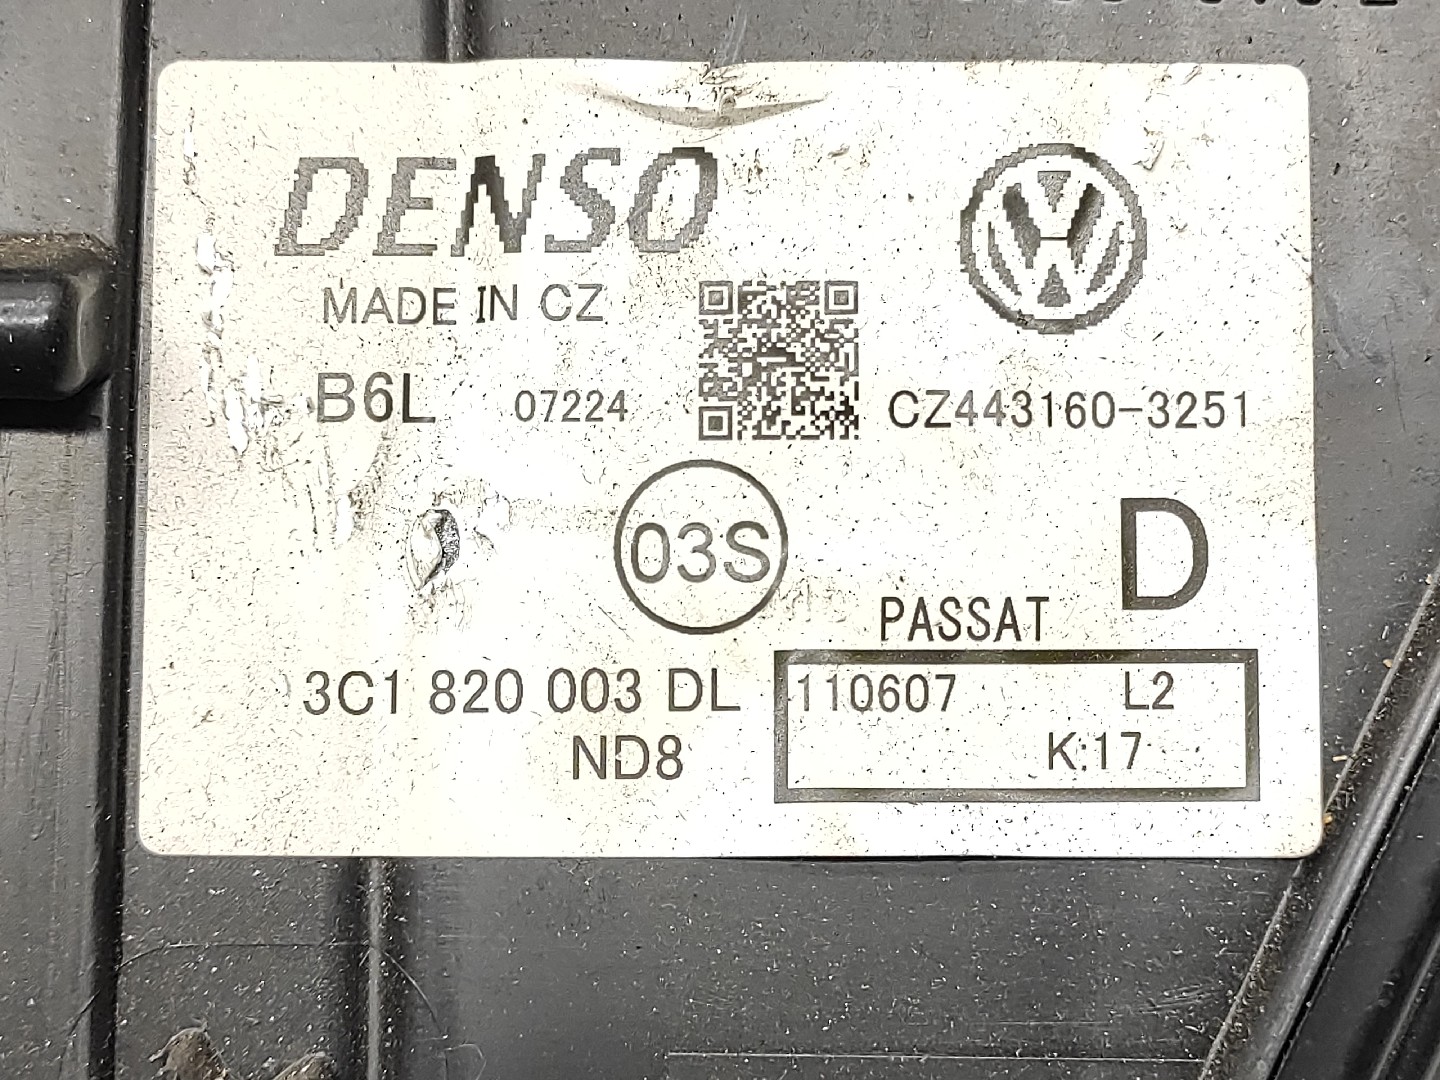 DENSO
MADE IN CZ
B6L 07224
CZ443160-3251
03S
D
PASSAT
3C1 820 003 DL
ND8
110607 L2
K:17